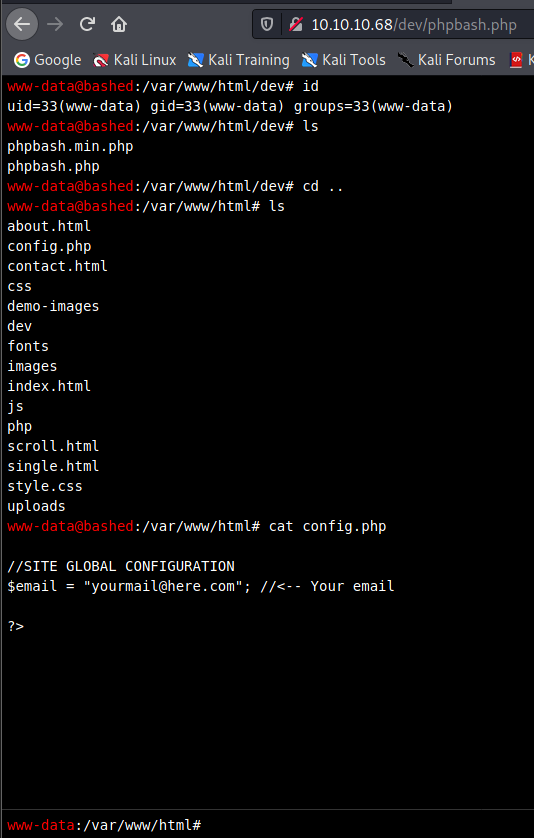 10.10.10.68/dev/phpbash.php
Google Kali Linux Kali Training Kali Tools Kali Forums
www-data@bashed:/var/www/html/dev# id
uid=33(www-data) gid=33(www-data) groups=33(www-data)
www-data@bashed:/var/www/html/dev# ls
phpbash.min.php
phpbash.php
www-data@bashed:/var/www/html/dev# cd ..
www-data@bashed:/var/www/html# ls
about.html
config.php
contact.html
css
demo-images
dev
fonts
images
index.html
js
php
scroll.html
single.html
style.css
uploads
www-data@bashed:/var/www/html# cat config.php
//SITE GLOBAL CONFIGURATION
$email = "yourmail@here.com"; //<-- Your email
?>
www-data:/var/www/html#